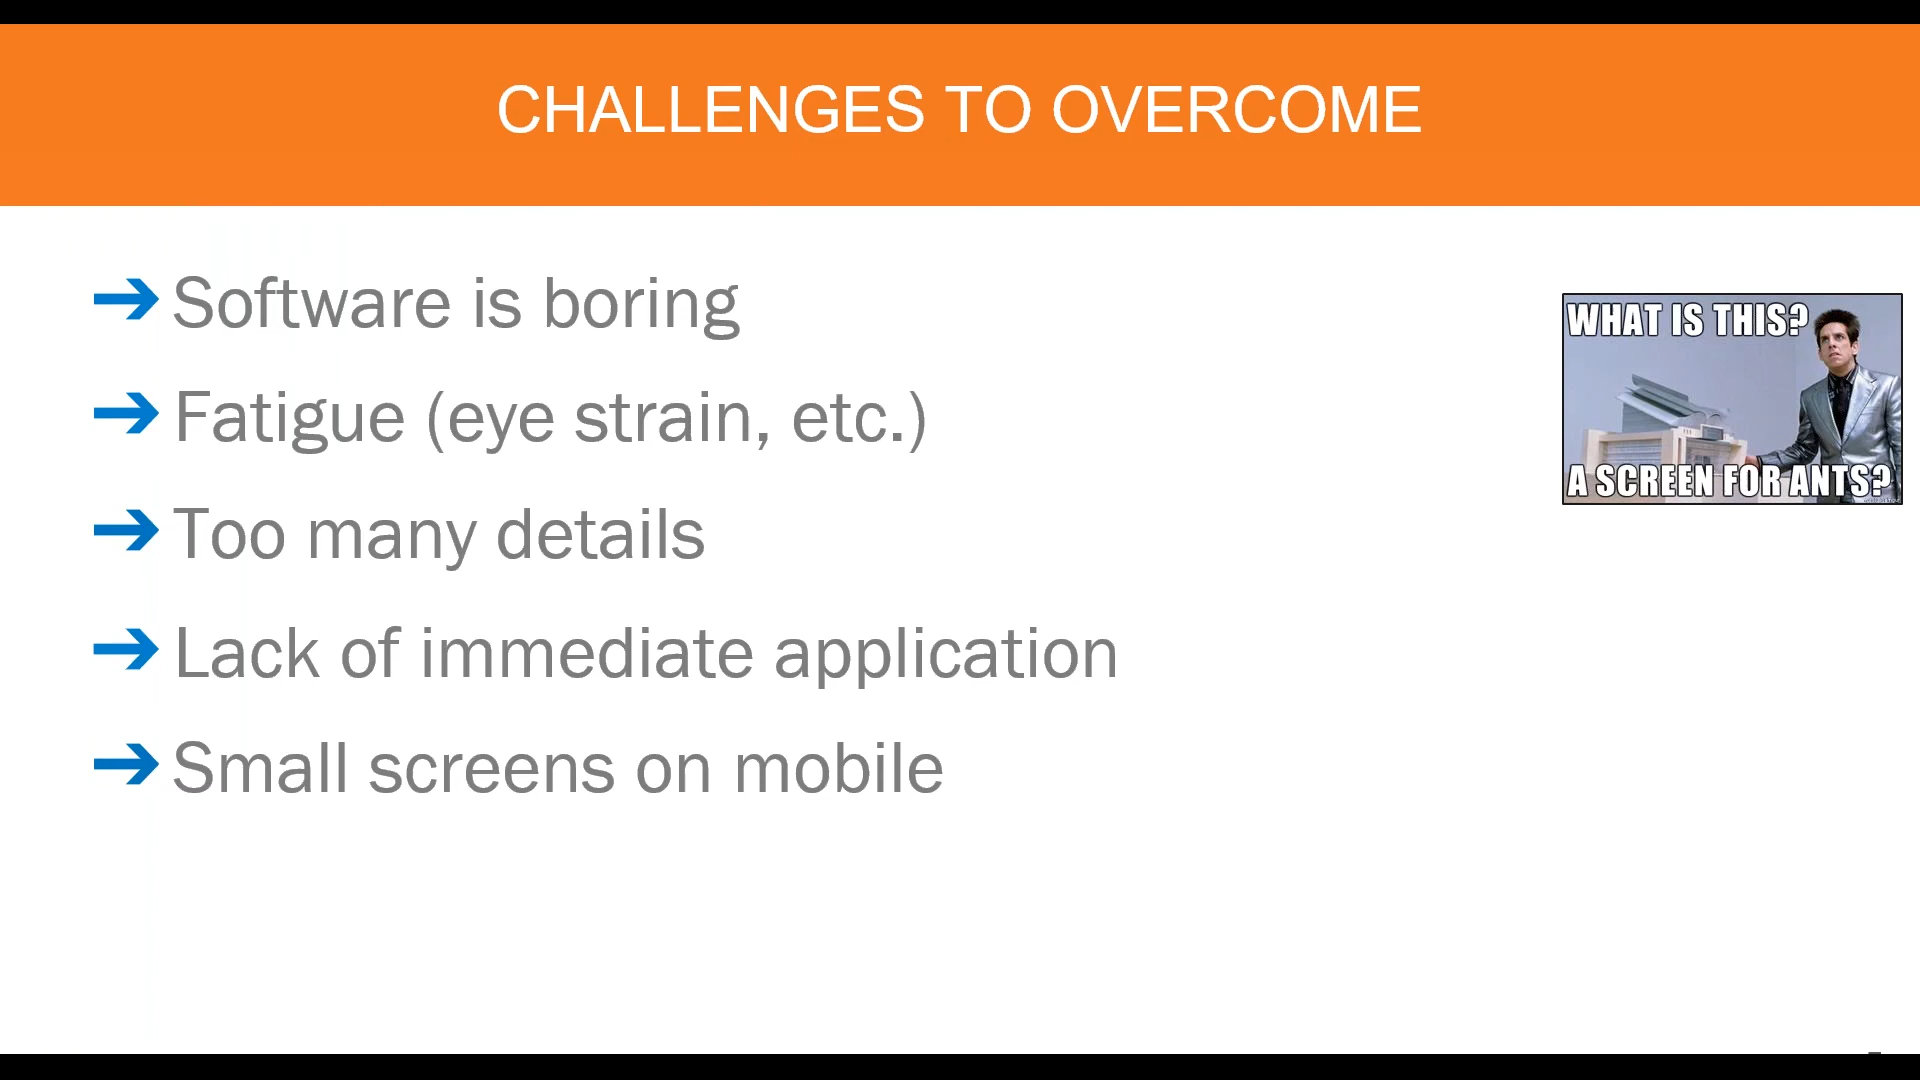 CHALLENGES TO OVERCOME
Software is boring
Fatigue (eye strain, etc.)
Too many details
Lack of immediate application
Small screens on mobile
WHAT IS THIS?
A SCREEN FOR ANTS?